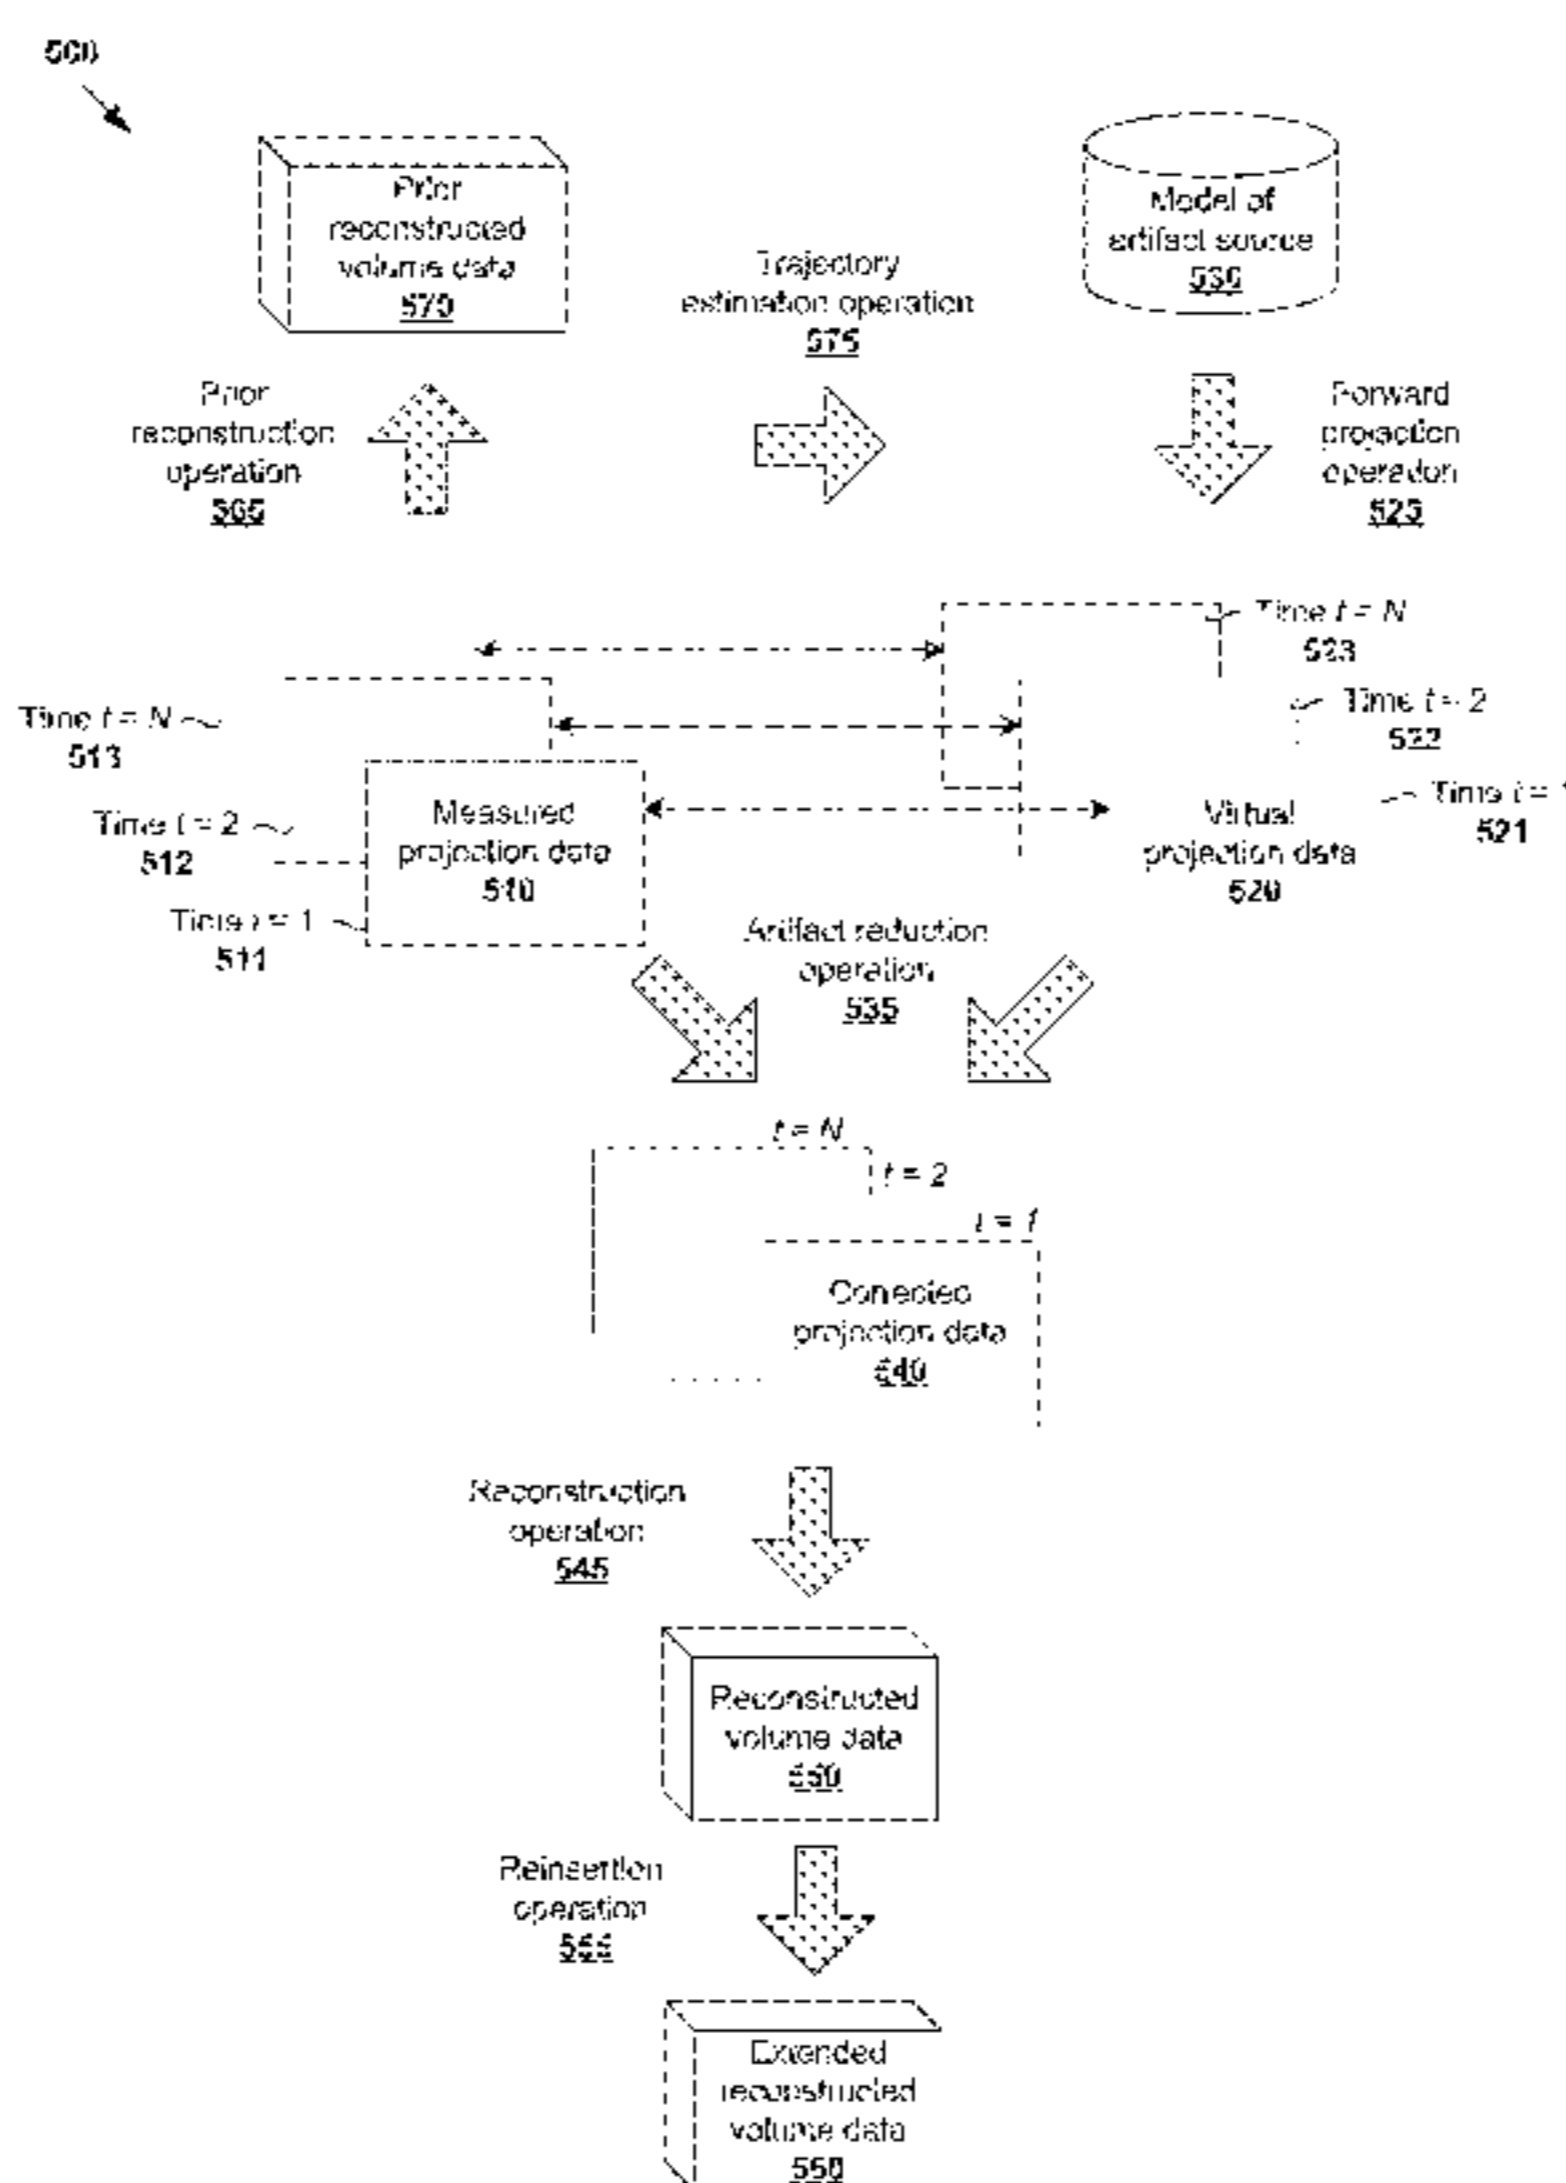 500
Prior
reconstructed
volume data
570
Model of
artifact source
530
Trajectory
estimation operation
575
Prior
reconstruction
operation
565
Forward
projection
operation
525
Time t = N
523
Time t = 2
522
Time t = 1
521
Time t = N
513
Time t = 2
512
Time t = 1
511
Measured
projection data
510
Virtual
projection data
520
Artifact reduction
operation
535
t = N
t = 2
t = 1
Corrected
projection data
540
Reconstruction
operation
545
Reconstructed
volume data
550
Reinsertion
operation
555
Extended
reconstructed
volume data
560